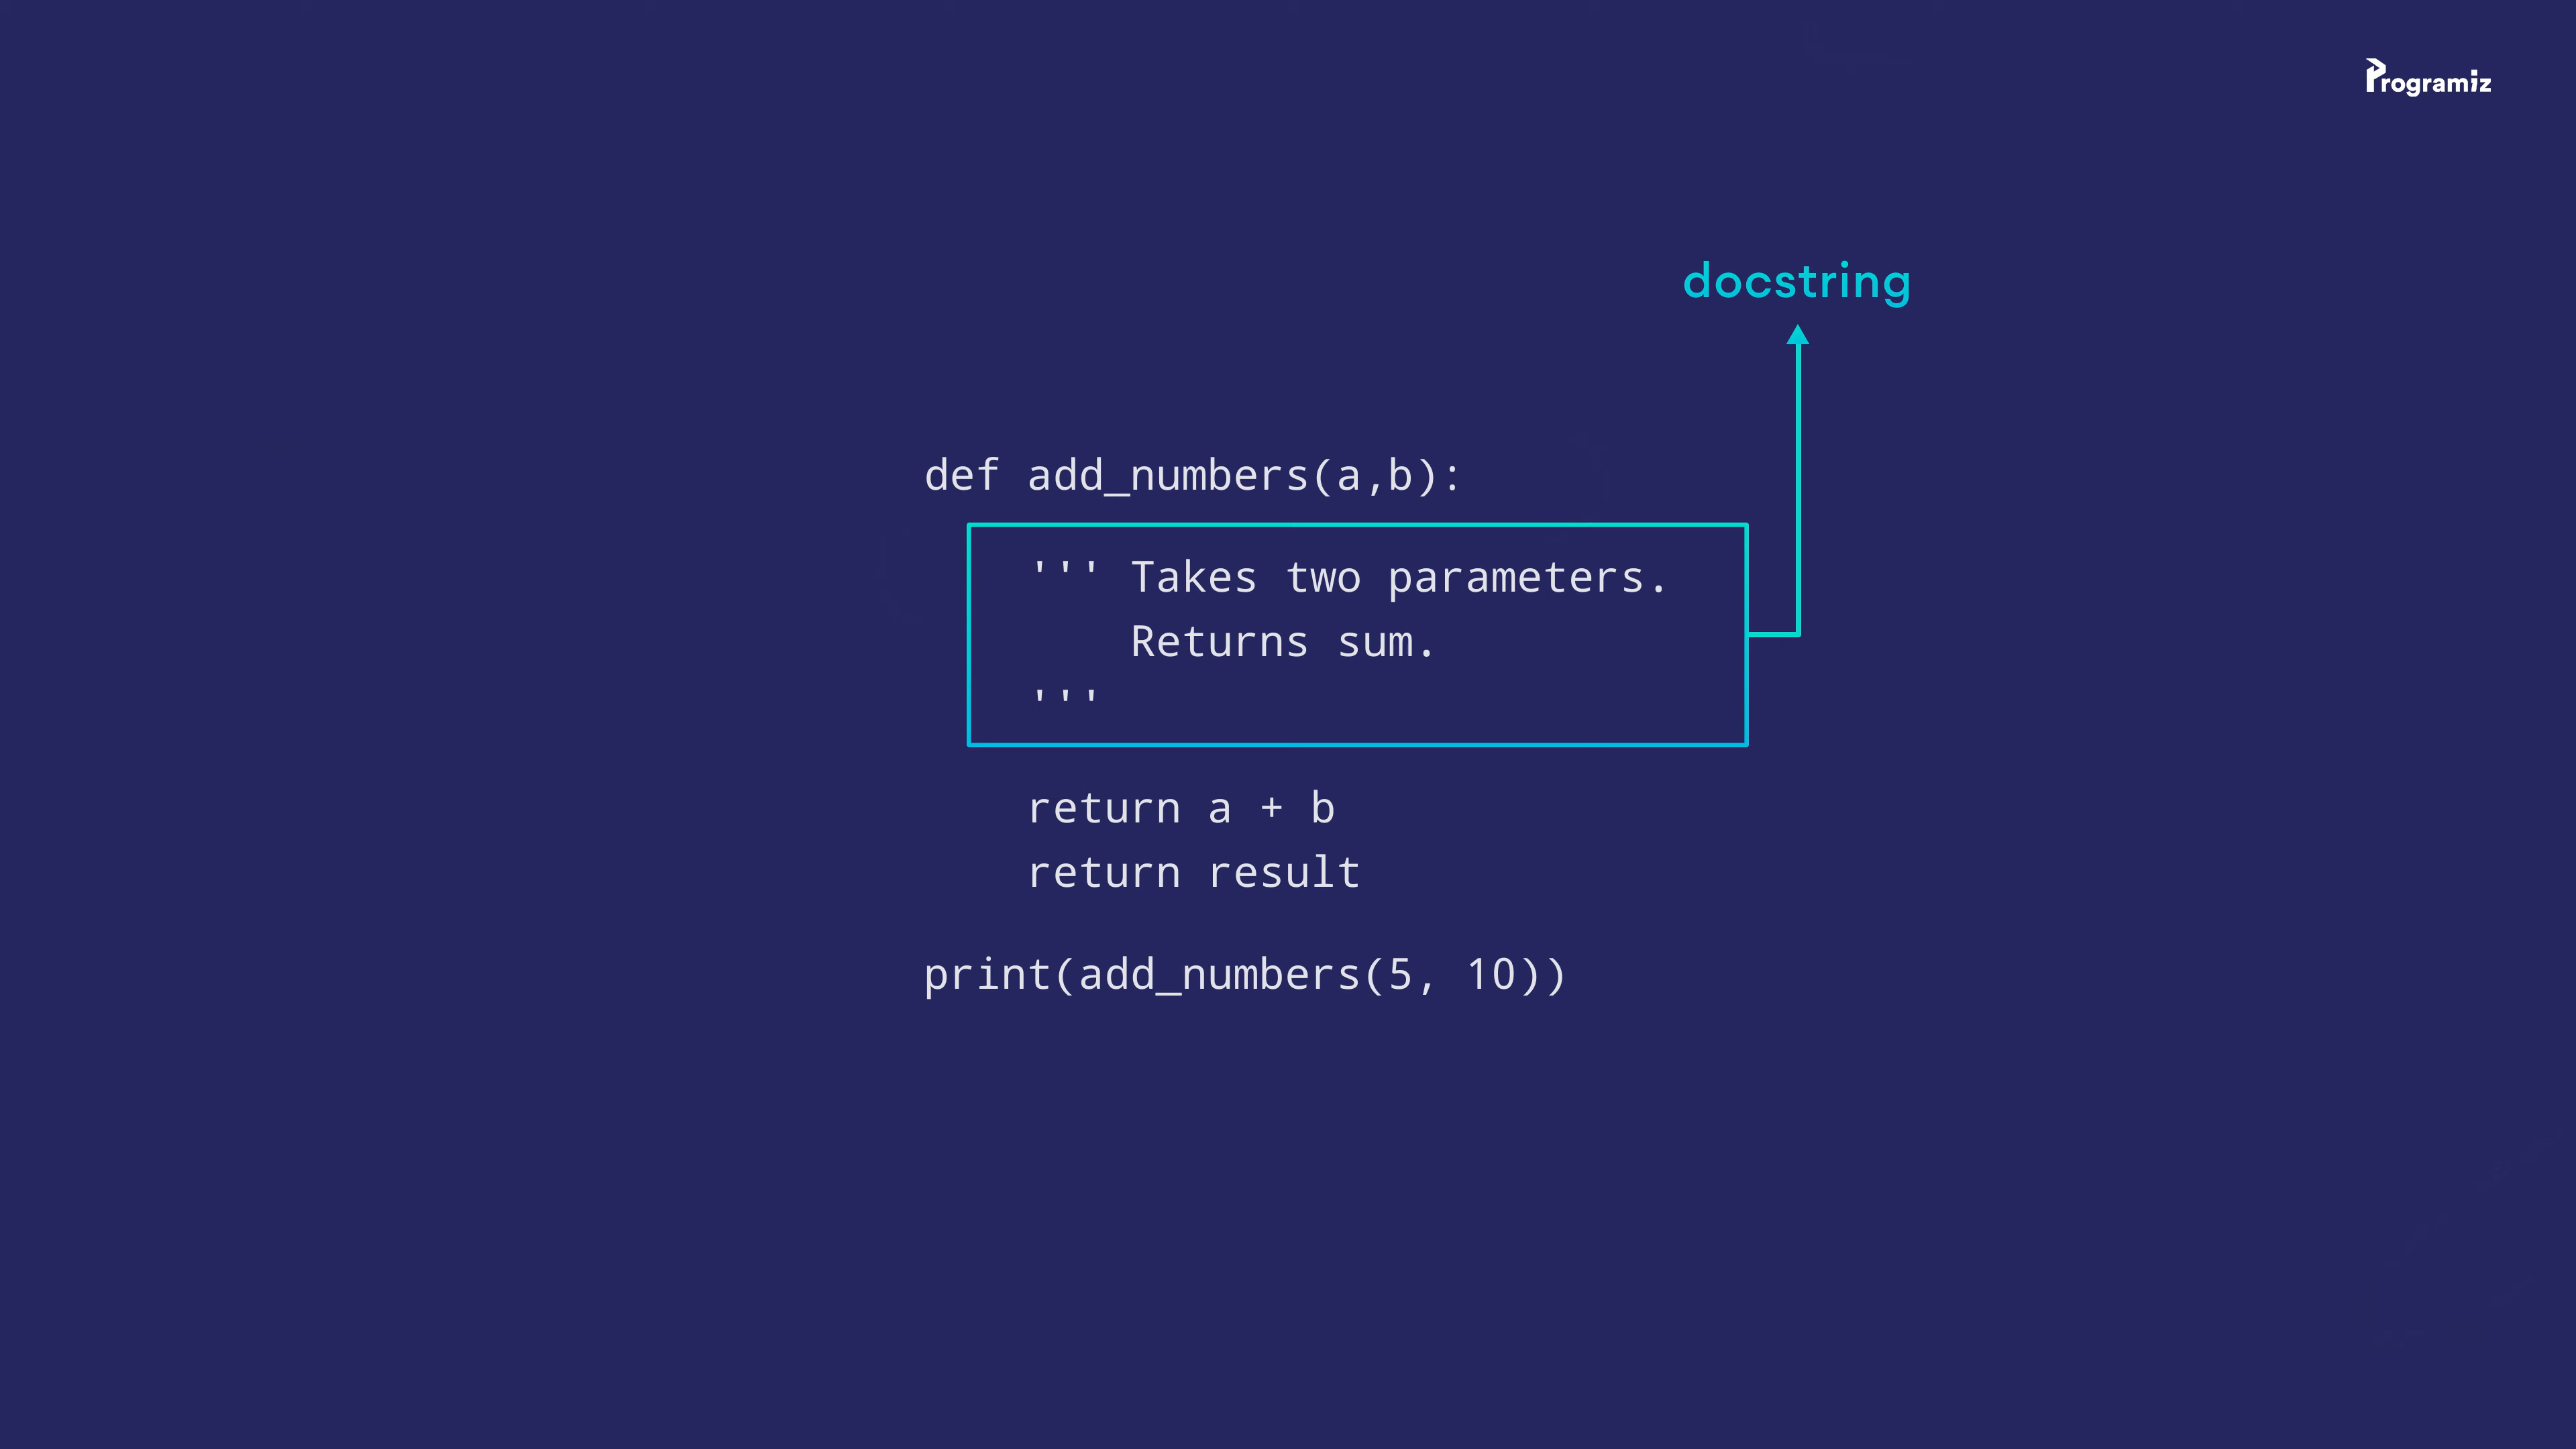 Programiz
docstring
def add_numbers(a,b):
''' Takes two parameters.
Returns sum.
'''
return a + b
return result
print(add_numbers(5, 10))